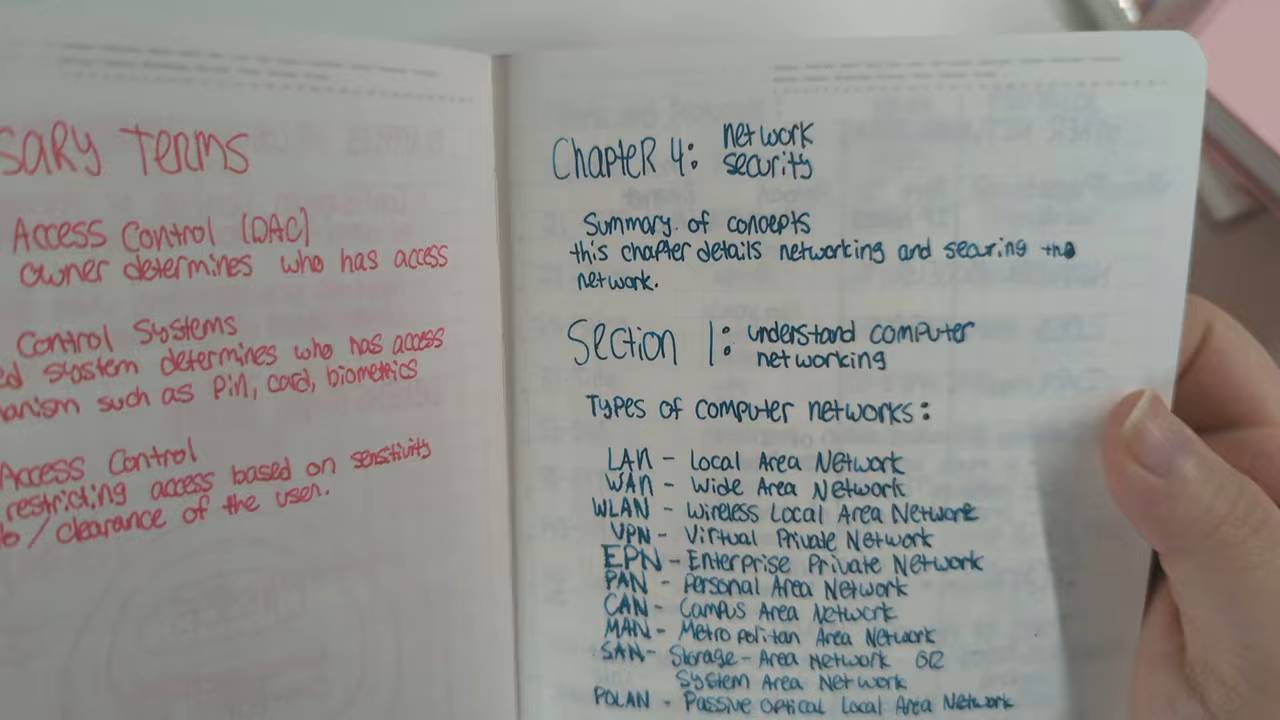 sary Terms
Access Control (DAC)
owner determines who has access
Control Systems
ed system determines who has access
anism such as Pin, card, biometrics
Access Control
restricting access based on sensitivity
/ clearance of the user.
Chapter 4: network
security
Summary of concepts
this chapter details networking and securing the
network.
Section 1: understand computer
networking
Types of computer networks:
LAN - Local Area Network
WAN - Wide Area Network
WLAN - Wireless Local Area Network
VPN - Virtual Private Network
EPN - Enterprise Private Network
PAN - Personal Area Network
CAN - Campus Area Network
MAN - Metropolitan Area Network
SAN - Storage-Area Network OR
System Area Network
POLAN - Passive Optical Local Area Network